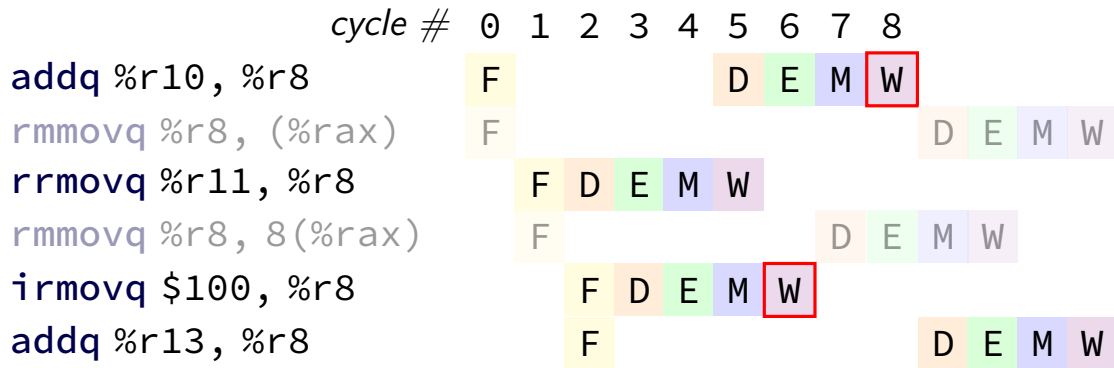 cycle # 0 1 2 3 4 5 6 7 8
addq %r10, %r8 F D E M W
rmmovq %r8, (%rax) F D E M W
rrmovq %r11, %r8 F D E M W
rmmovq %r8, 8(%rax) F D E M W
irmovq $100, %r8 F D E M W
addq %r13, %r8 F D E M W